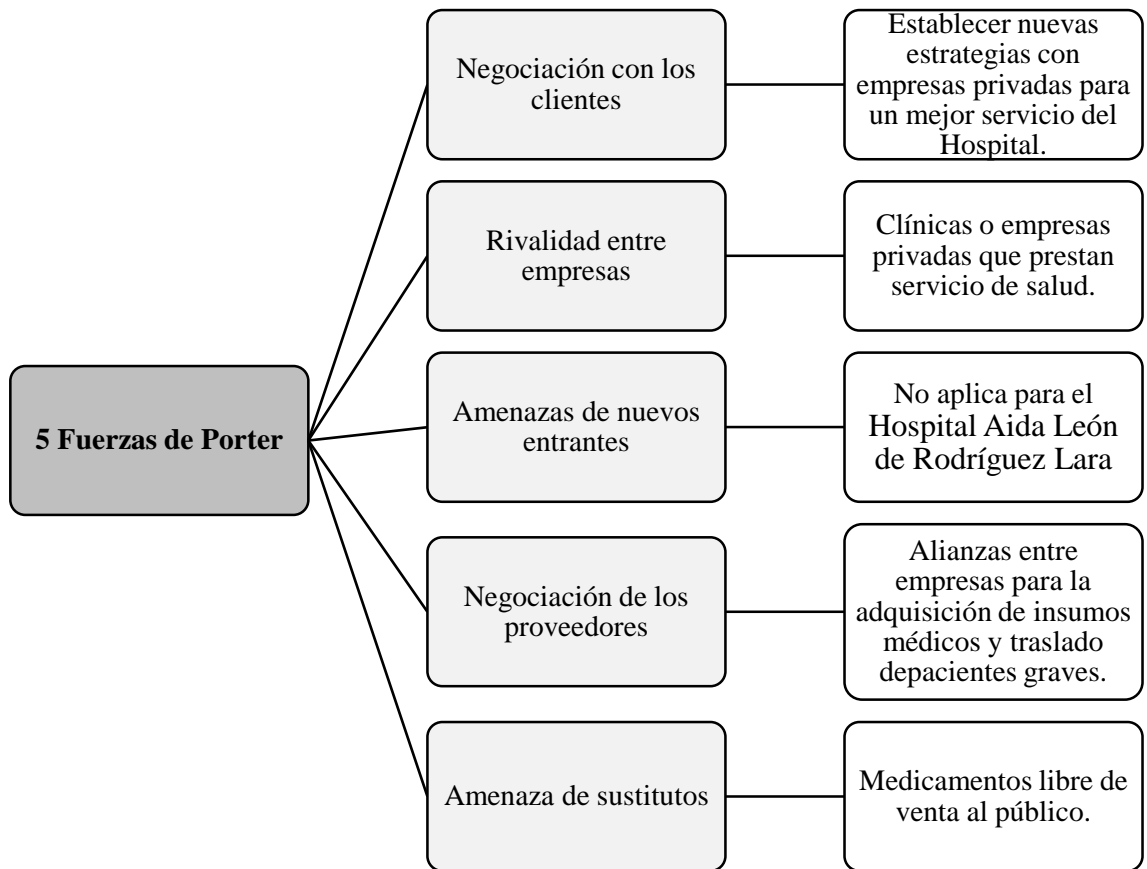 5 Fuerzas de Porter
Negociación con los
clientes
Establecer nuevas
estrategias con
empresas privadas para
un mejor servicio del
Hospital.
Rivalidad entre
empresas
Clínicas o empresas
privadas que prestan
servicio de salud.
Amenazas de nuevos
entrantes
No aplica para el
Hospital Aida León
de Rodríguez Lara
Negociación de los
proveedores
Alianzas entre
empresas para la
adquisición de insumos
médicos y traslado
depacientes graves.
Amenaza de sustitutos
Medicamentos libre de
venta al público.